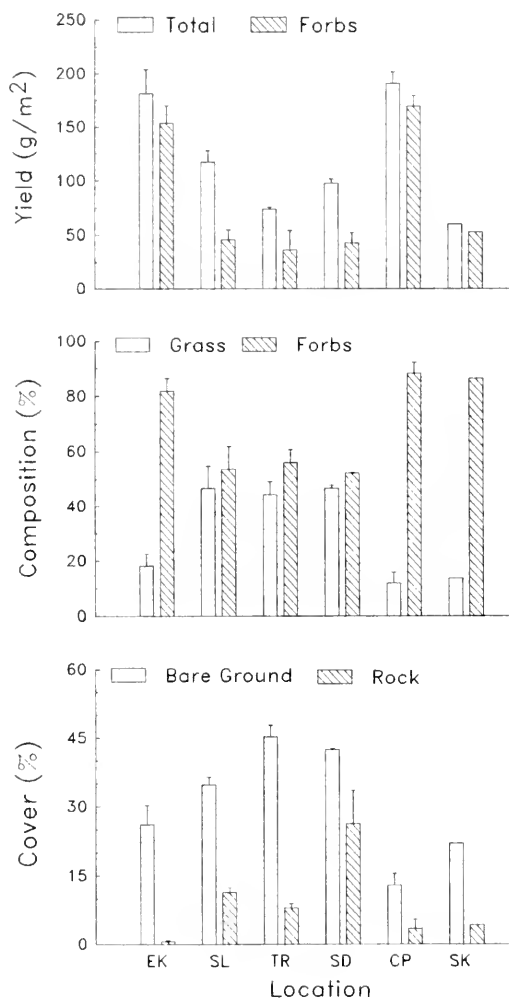 Total Forbs
250
200
150
100
50
0
Yield (g/m2)
Grass Forbs
100
80
60
40
20
0
Composition (%)
Bare Ground Rock
60
45
30
15
0
Cover (%)
EK SL TR SD CP SK
Location